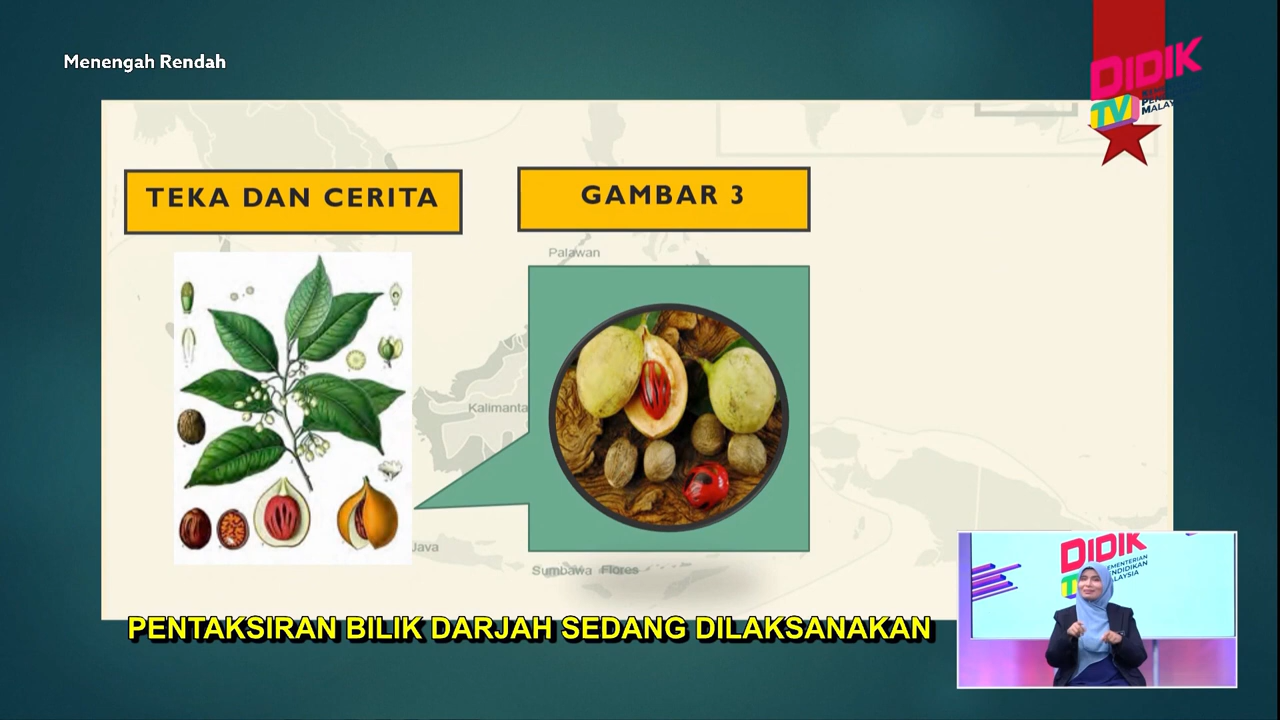 Menengah Rendah
DIDIK
TV
TEKA DAN CERITA
GAMBAR 3
Palawan
Kalimanta
Java
Sumbawa Flores
DIDIK
KEMENTERIAN
PENDIDIKAN
MALAYSIA
PENTAKSIRAN BILIK DARJAH SEDANG DILAKSANAKAN